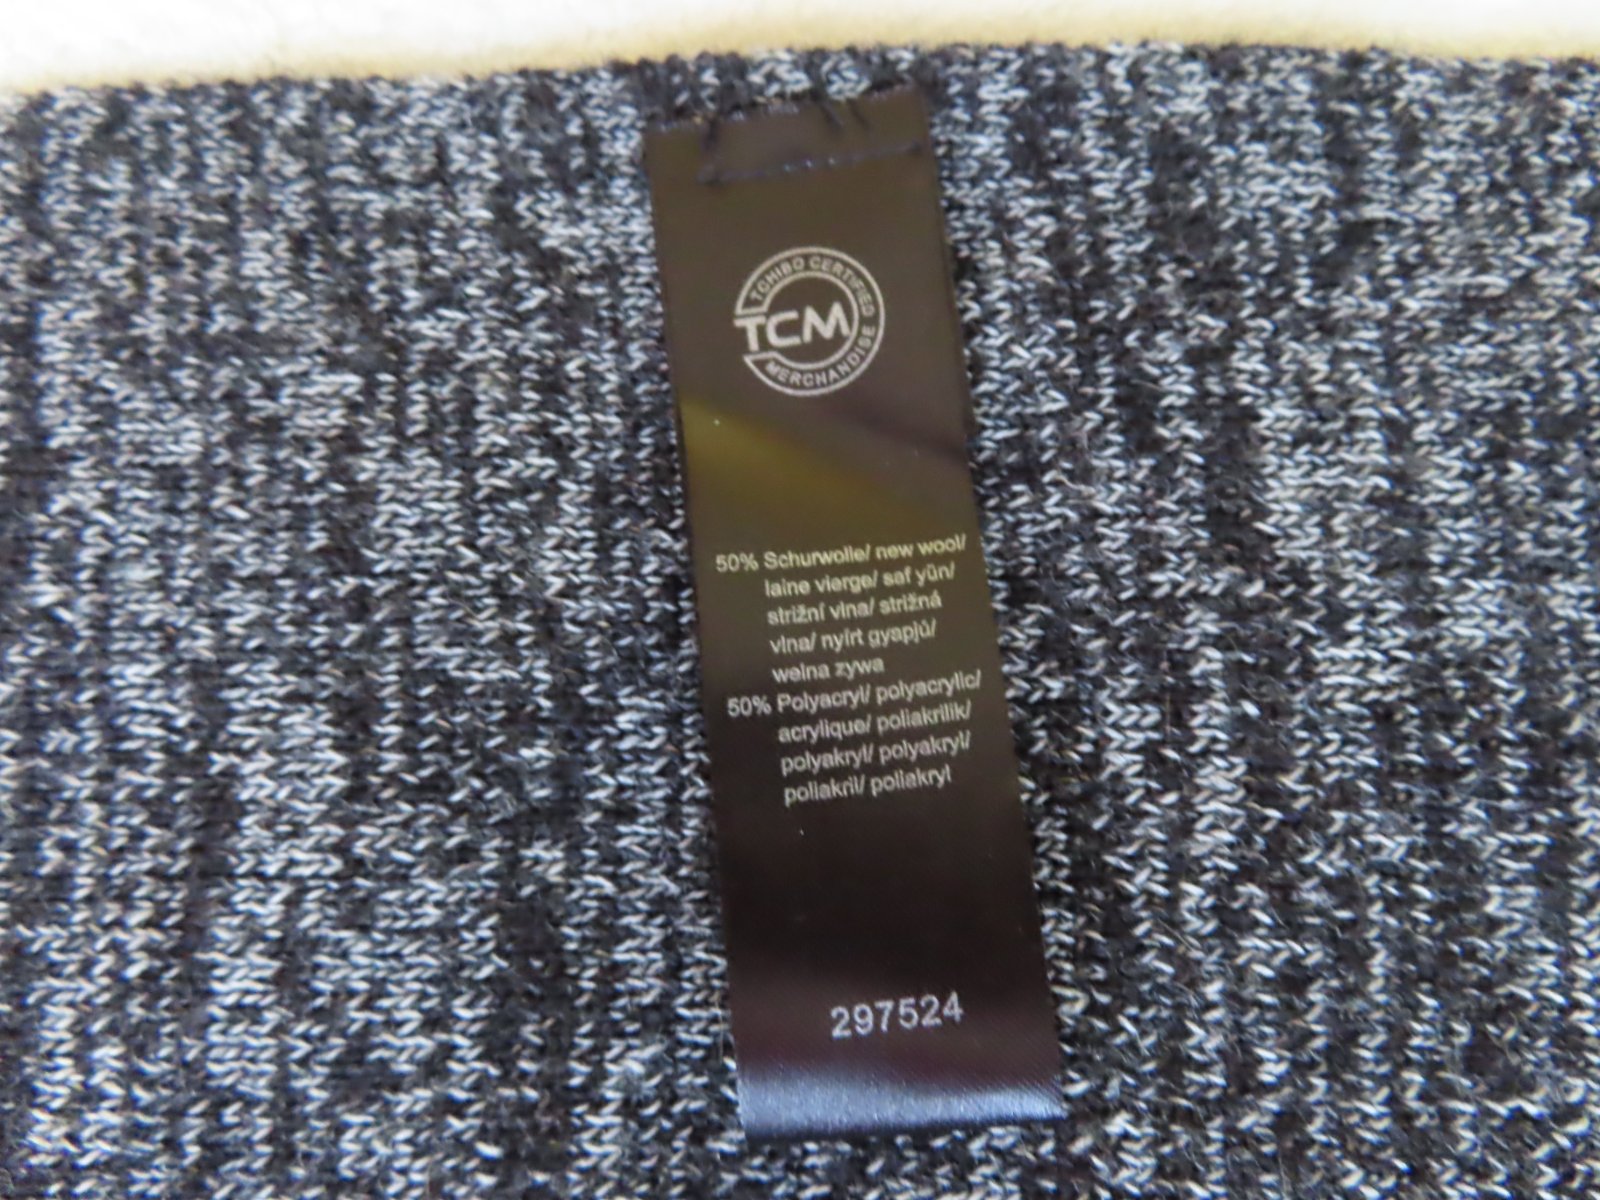 TCHIBO CERTIFIED
TCM
MERCHANDISE
50% Schurwolle/ new wool/
laine vierge/ saf yün/
strižní vlna/ strižná
vlna/ nyírt gyapjú/
wełna żywa
50% Polyacryl/ polyacrylic/
acrylique/ poliakrilik/
polyakryl/ polyakryl/
poliakril/ poliakryl
297524